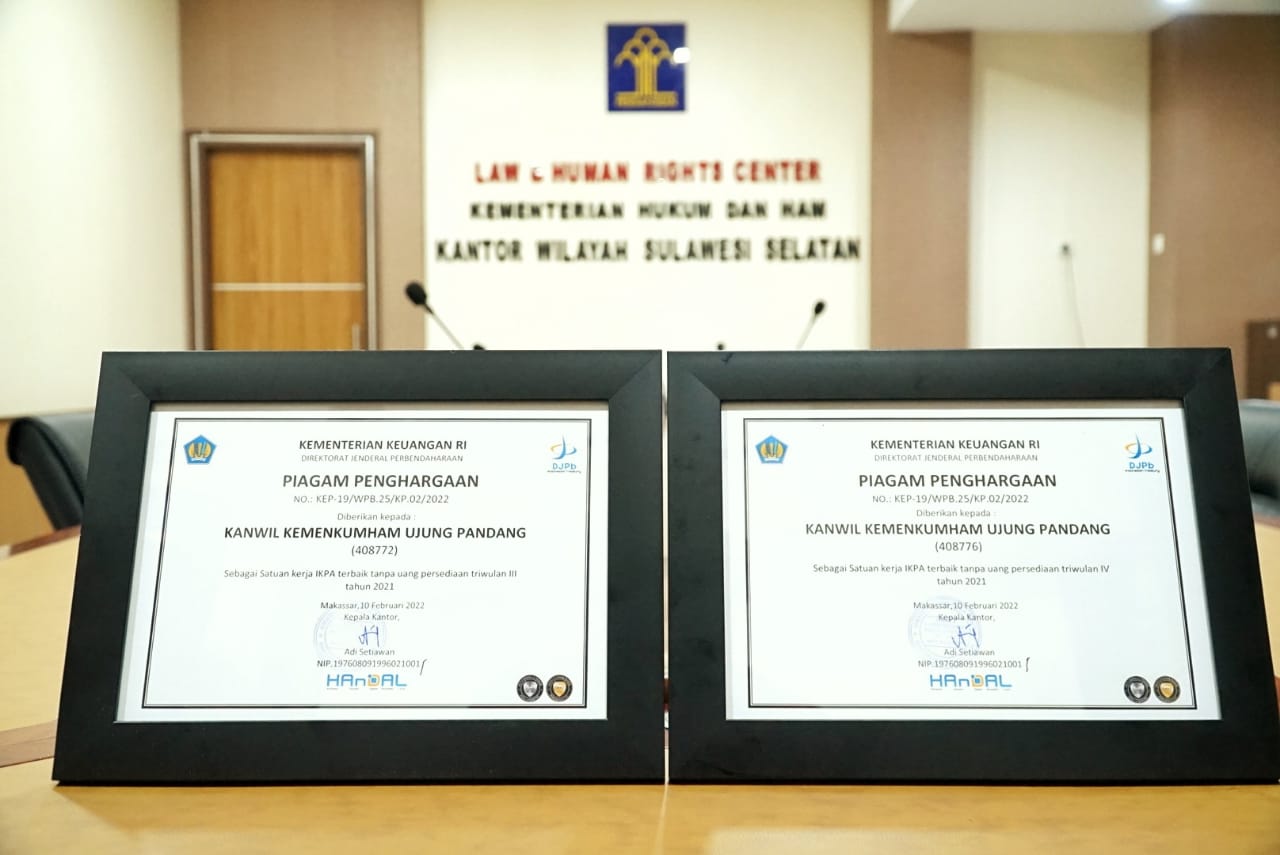 LAW & HUMAN RIGHTS CENTER
KEMENTERIAN HUKUM DAN HAM
KANTOR WILAYAH SULAWESI SELATAN
KEMENTERIAN KEUANGAN RI
DIREKTORAT JENDERAL PERBENDAHARAAN
DJPb
PIAGAM PENGHARGAAN
NO.: KEP-19/WPB.25/KP.02/2022
Diberikan kepada :
KANWIL KEMENKUMHAM UJUNG PANDANG
(408772)
Sebagai Satuan kerja IKPA terbaik tanpa uang persediaan triwulan III
tahun 2021
Makassar,10 Februari 2022
Kepala Kantor,
Adi Setiawan
NIP.197608091996021001
HAnDAL
KEMENTERIAN KEUANGAN RI
DIREKTORAT JENDERAL PERBENDAHARAAN
DJPb
PIAGAM PENGHARGAAN
NO.: KEP-19/WPB.25/KP.02/2022
Diberikan kepada :
KANWIL KEMENKUMHAM UJUNG PANDANG
(408776)
Sebagai Satuan kerja IKPA terbaik tanpa uang persediaan triwulan IV
tahun 2021
Makassar,10 Februari 2022
Kepala Kantor,
Adi Setiawan
NIP.197608091996021001
HAnDAL